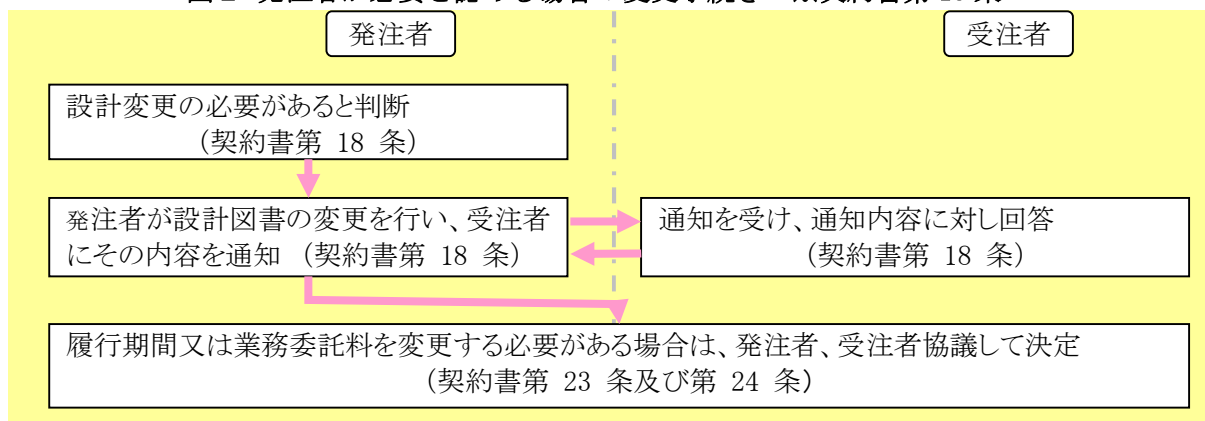 発注者
受注者
設計変更の必要があると判断
（契約書第 18 条）
発注者が設計図書の変更を行い、受注者
にその内容を通知 （契約書第 18 条）
通知を受け、通知内容に対し回答
（契約書第 18 条）
履行期間又は業務委託料を変更する必要がある場合は、発注者、受注者協議して決定
（契約書第 23 条及び第 24 条）